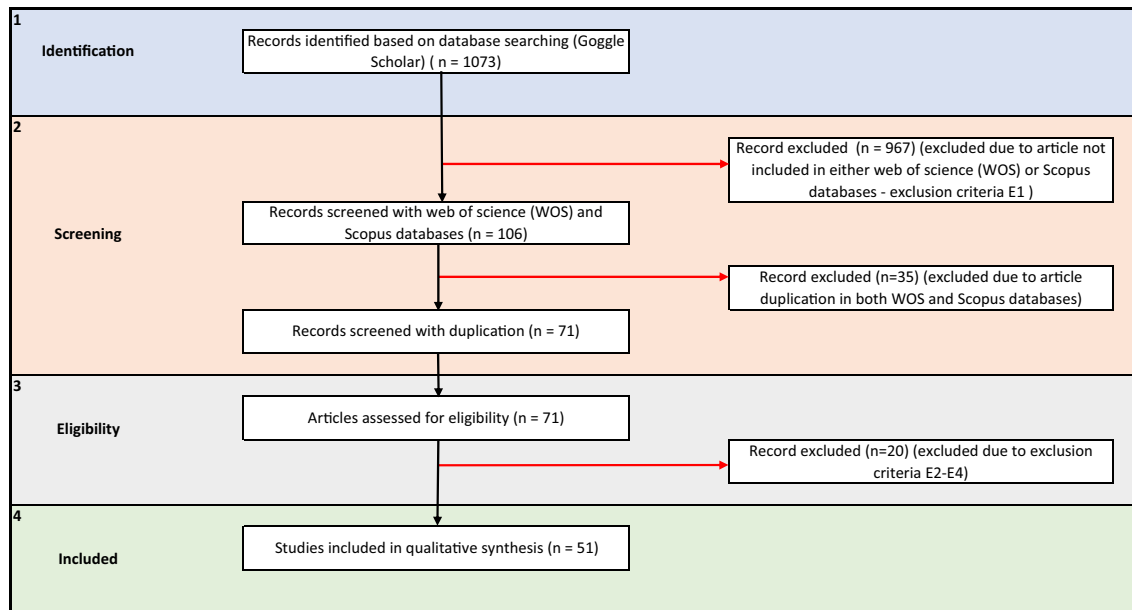 1
Identification
Records identified based on database searching (Goggle
Scholar) ( n = 1073)
2
Screening
Record excluded  (n = 967) (excluded due to article not
included in either web of science (WOS) or Scopus
databases - exclusion criteria E1 )
Records screened with web of science (WOS) and
Scopus databases (n = 106)
Record excluded (n=35) (excluded due to article
duplication in both WOS and Scopus databases)
Records screened with duplication (n = 71)
3
Eligibility
Articles assessed for eligibility (n = 71)
Record excluded (n=20) (excluded due to exclusion
criteria E2-E4)
4
Included
Studies included in qualitative synthesis (n = 51)